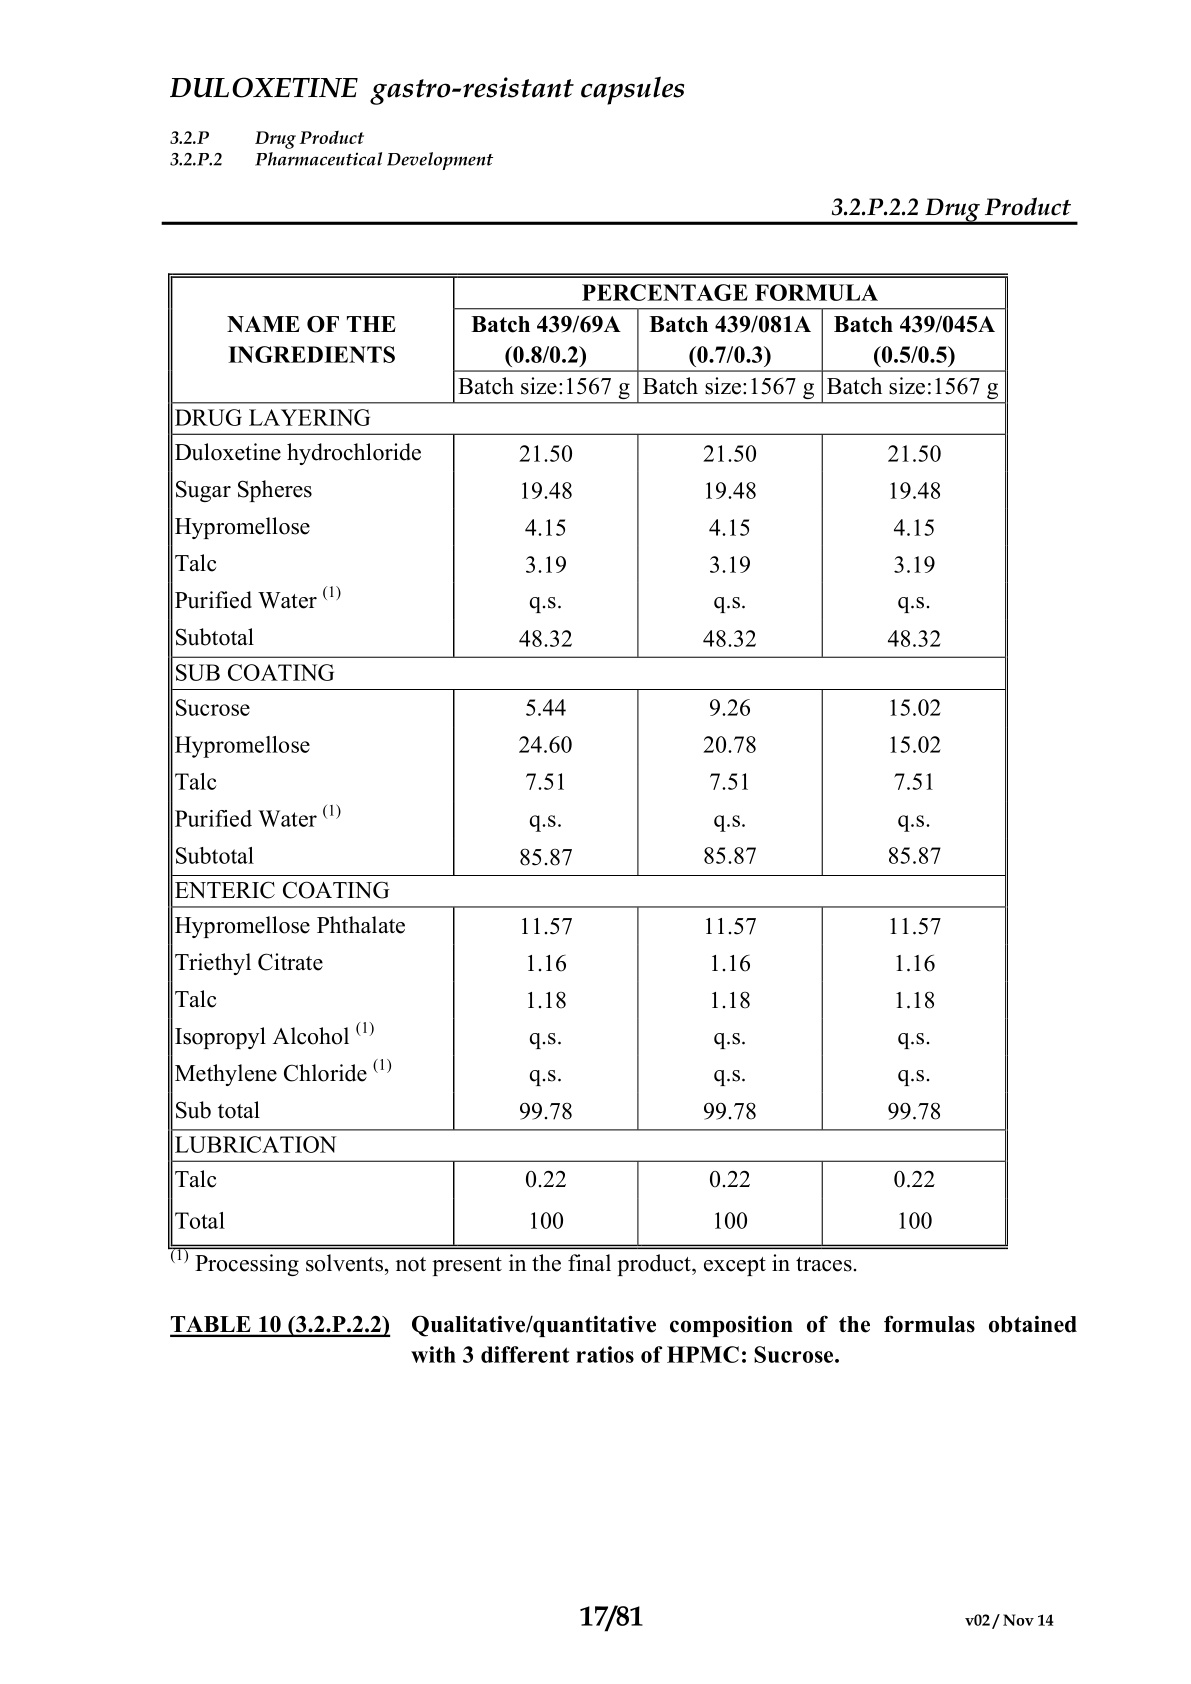 DULOXETINE gastro-resistant capsules
3.2.P Drug Product
3.2.P.2 Pharmaceutical Development
3.2.P.2.2 Drug Product
NAME OF THE INGREDIENTS PERCENTAGE FORMULA
Batch 439/69A (0.8/0.2) Batch 439/081A (0.7/0.3) Batch 439/045A (0.5/0.5)
Batch size:1567 g Batch size:1567 g Batch size:1567 g
DRUG LAYERING
Duloxetine hydrochloride 21.50 21.50 21.50
Sugar Spheres 19.48 19.48 19.48
Hypromellose 4.15 4.15 4.15
Talc 3.19 3.19 3.19
Purified Water (1) q.s. q.s. q.s.
Subtotal 48.32 48.32 48.32
SUB COATING
Sucrose 5.44 9.26 15.02
Hypromellose 24.60 20.78 15.02
Talc 7.51 7.51 7.51
Purified Water (1) q.s. q.s. q.s.
Subtotal 85.87 85.87 85.87
ENTERIC COATING
Hypromellose Phthalate 11.57 11.57 11.57
Triethyl Citrate 1.16 1.16 1.16
Talc 1.18 1.18 1.18
Isopropyl Alcohol (1) q.s. q.s. q.s.
Methylene Chloride (1) q.s. q.s. q.s.
Sub total 99.78 99.78 99.78
LUBRICATION
Talc 0.22 0.22 0.22
Total 100 100 100
(1) Processing solvents, not present in the final product, except in traces.
TABLE 10 (3.2.P.2.2) Qualitative/quantitative composition of the formulas obtained
with 3 different ratios of HPMC: Sucrose.
17/81
v02 / Nov 14